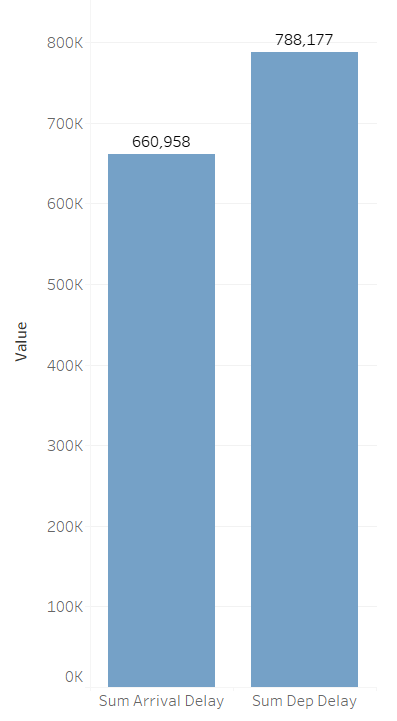 800K
788,177
700K
660,958
600K
500K
Value
400K
300K
200K
100K
0K
Sum Arrival Delay
Sum Dep Delay